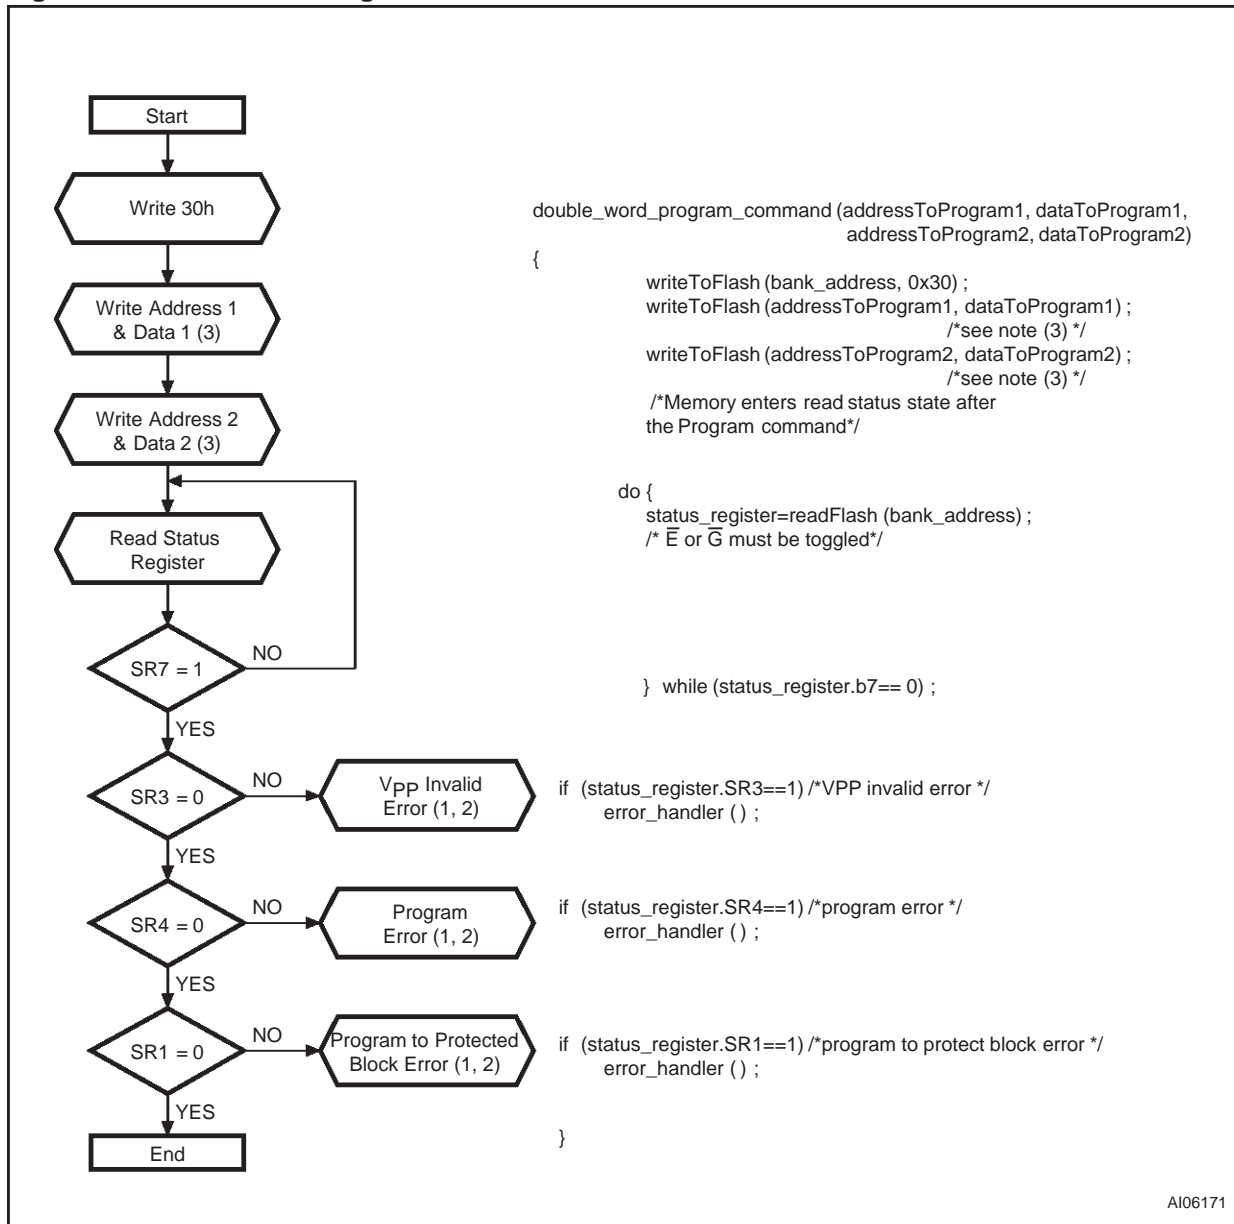 Start
Write 30h
Write Address 1
& Data 1 (3)
Write Address 2
& Data 2 (3)
Read Status
Register
SR7 = 1
NO
YES
SR3 = 0
NO
VPP Invalid
Error (1, 2)
YES
SR4 = 0
NO
Program
Error (1, 2)
YES
SR1 = 0
NO
Program to Protected
Block Error (1, 2)
YES
End
double_word_program_command (addressToProgram1, dataToProgram1,
addressToProgram2, dataToProgram2)
{
writeToFlash (bank_address, 0x30) ;
writeToFlash (addressToProgram1, dataToProgram1) ;
/*see note (3) */
writeToFlash (addressToProgram2, dataToProgram2) ;
/*see note (3) */
/*Memory enters read status state after
the Program command*/
do {
status_register=readFlash (bank_address) ;
/* E̅ or G̅ must be toggled*/
} while (status_register.b7== 0) ;
if (status_register.SR3==1) /*VPP invalid error */
error_handler ( ) ;
if (status_register.SR4==1) /*program error */
error_handler ( ) ;
if (status_register.SR1==1) /*program to protect block error */
error_handler ( ) ;
}
AI06171